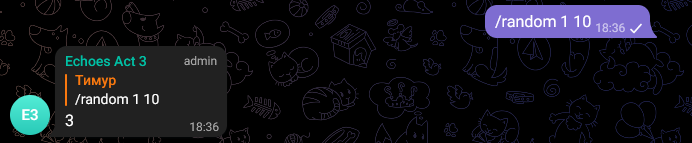 /random 1 10 18:36
Echoes Act 3 admin
Тимур
/random 1 10
E3 3
18:36